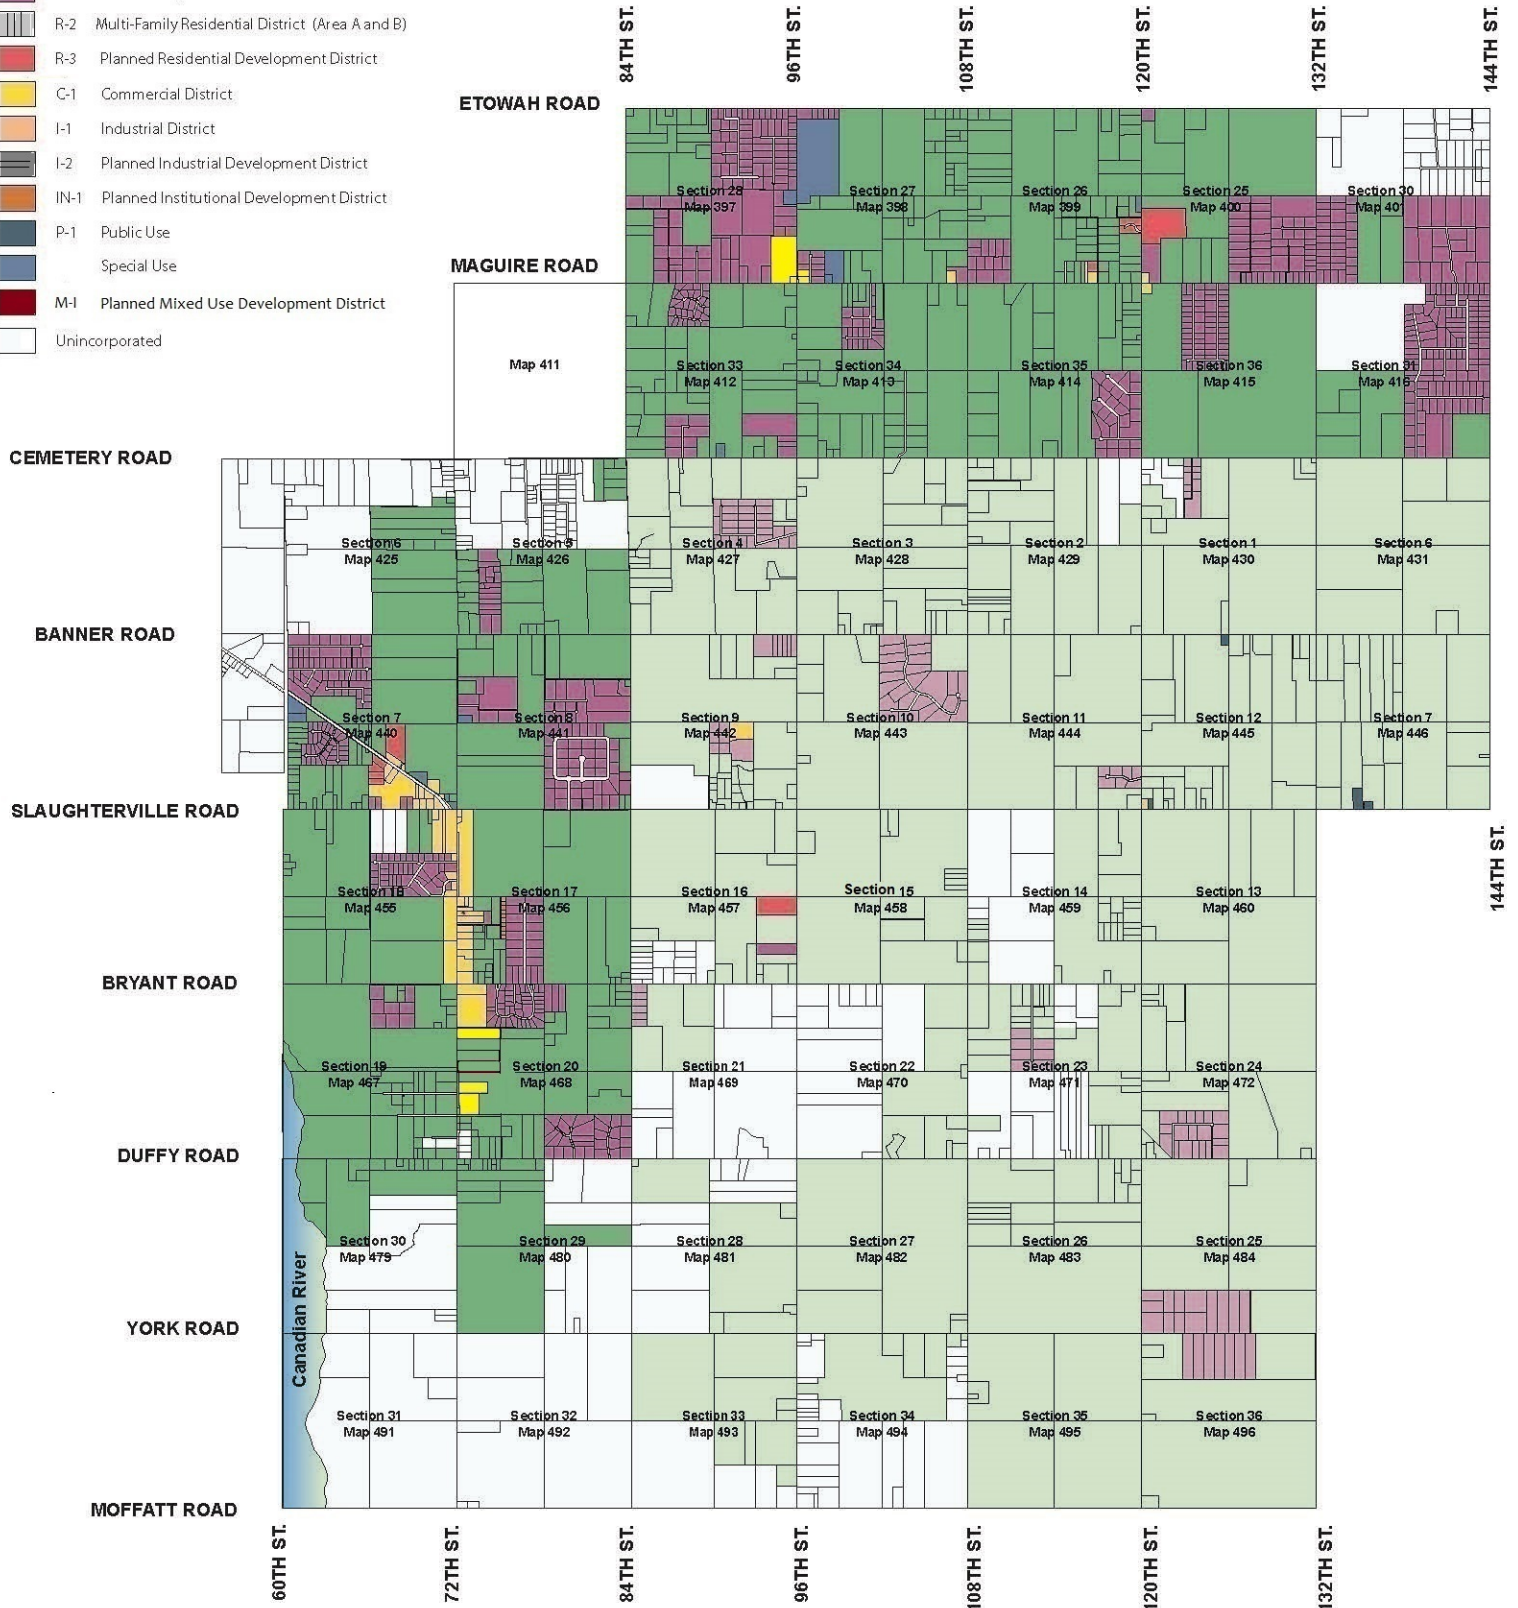 R-2 Multi-Family Residential District (Area A and B)
R-3 Planned Residential Development District
C-1 Commercial District
I-1 Industrial District
I-2 Planned Industrial Development District
IN-1 Planned Institutional Development District
P-1 Public Use
Special Use
M-I Planned Mixed Use Development District
Unincorporated
84TH ST.
96TH ST.
108TH ST.
120TH ST.
132TH ST.
144TH ST.
ETOWAH ROAD
Section 28
Map 397
Section 27
Map 398
Section 26
Map 399
Section 25
Map 400
Section 30
Map 401
MAGUIRE ROAD
Map 411
Section 33
Map 412
Section 34
Map 413
Section 35
Map 414
Section 36
Map 415
Section 31
Map 416
CEMETERY ROAD
Section 6
Map 425
Section 5
Map 426
Section 4
Map 427
Section 3
Map 428
Section 2
Map 429
Section 1
Map 430
Section 6
Map 431
BANNER ROAD
Section 7
Map 440
Section 8
Map 441
Section 9
Map 442
Section 10
Map 443
Section 11
Map 444
Section 12
Map 445
Section 7
Map 446
SLAUGHTERVILLE ROAD
144TH ST.
Section 18
Map 455
Section 17
Map 456
Section 16
Map 457
Section 15
Map 458
Section 14
Map 459
Section 13
Map 460
BRYANT ROAD
Section 19
Map 467
Section 20
Map 468
Section 21
Map 469
Section 22
Map 470
Section 23
Map 471
Section 24
Map 472
DUFFY ROAD
Section 30
Map 479
Section 29
Map 480
Section 28
Map 481
Section 27
Map 482
Section 26
Map 483
Section 25
Map 484
Canadian River
YORK ROAD
Section 31
Map 491
Section 32
Map 492
Section 33
Map 493
Section 34
Map 494
Section 35
Map 495
Section 36
Map 496
MOFFATT ROAD
60TH ST.
72TH ST.
84TH ST.
96TH ST.
108TH ST.
120TH ST.
132TH ST.